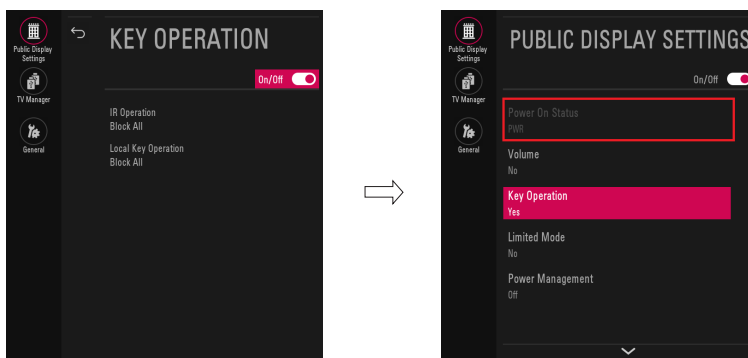 Public Display
Settings
TV Manager
General
KEY OPERATION
On/Off
IR Operation
Block All
Local Key Operation
Block All
Public Display
Settings
TV Manager
General
PUBLIC DISPLAY SETTINGS
On/Off
Power On Status
PWR
Volume
No
Key Operation
Yes
Limited Mode
No
Power Management
Off